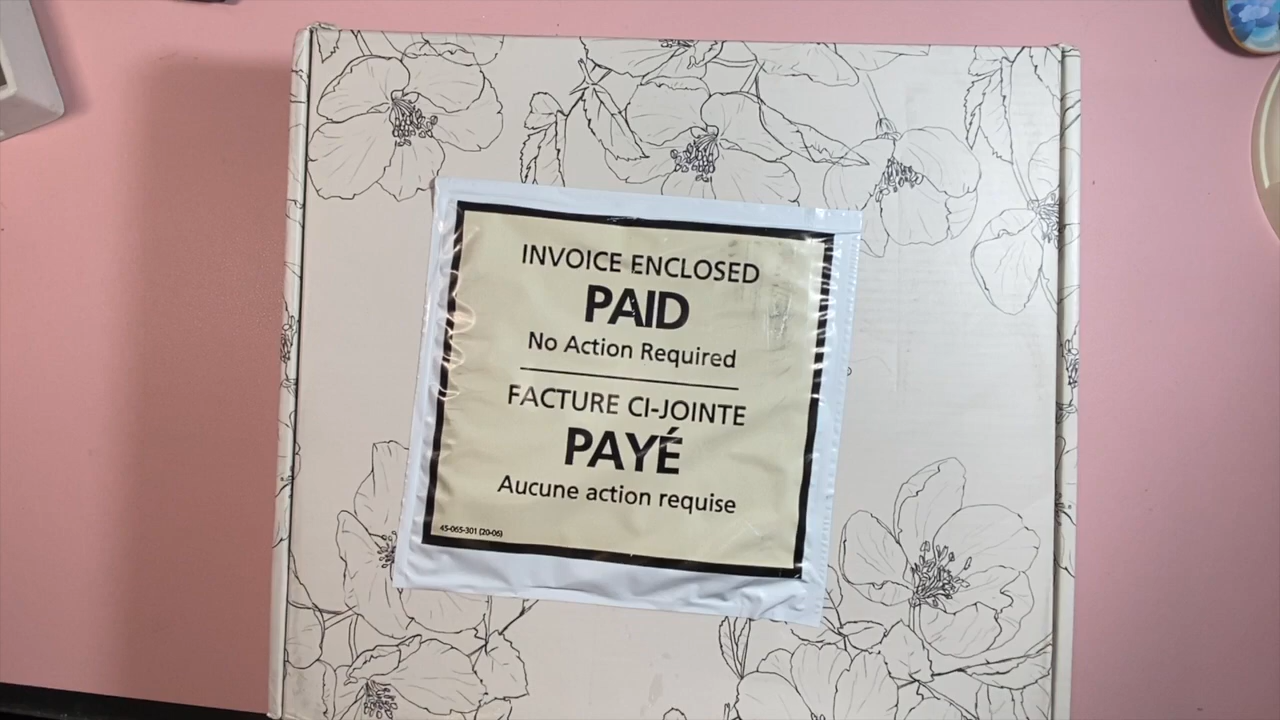 INVOICE ENCLOSED
PAID
No Action Required
FACTURE CI-JOINTE
PAYÉ
Aucune action requise
45-065-301 (20-06)